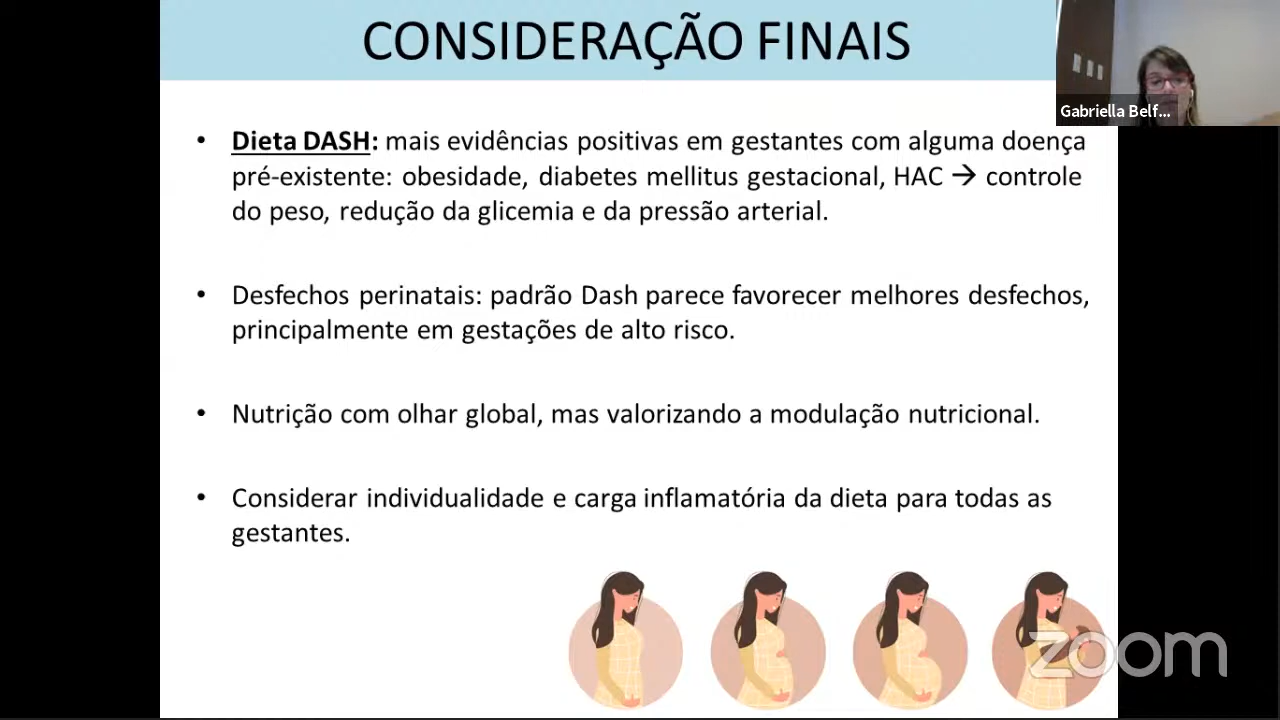 CONSIDERAÇÃO FINAIS
Gabriella Belf...
• Dieta DASH: mais evidências positivas em gestantes com alguma doença
pré-existente: obesidade, diabetes mellitus gestacional, HAC → controle
do peso, redução da glicemia e da pressão arterial.
• Desfechos perinatais: padrão Dash parece favorecer melhores desfechos,
principalmente em gestações de alto risco.
• Nutrição com olhar global, mas valorizando a modulação nutricional.
• Considerar individualidade e carga inflamatória da dieta para todas as
gestantes.
zoom